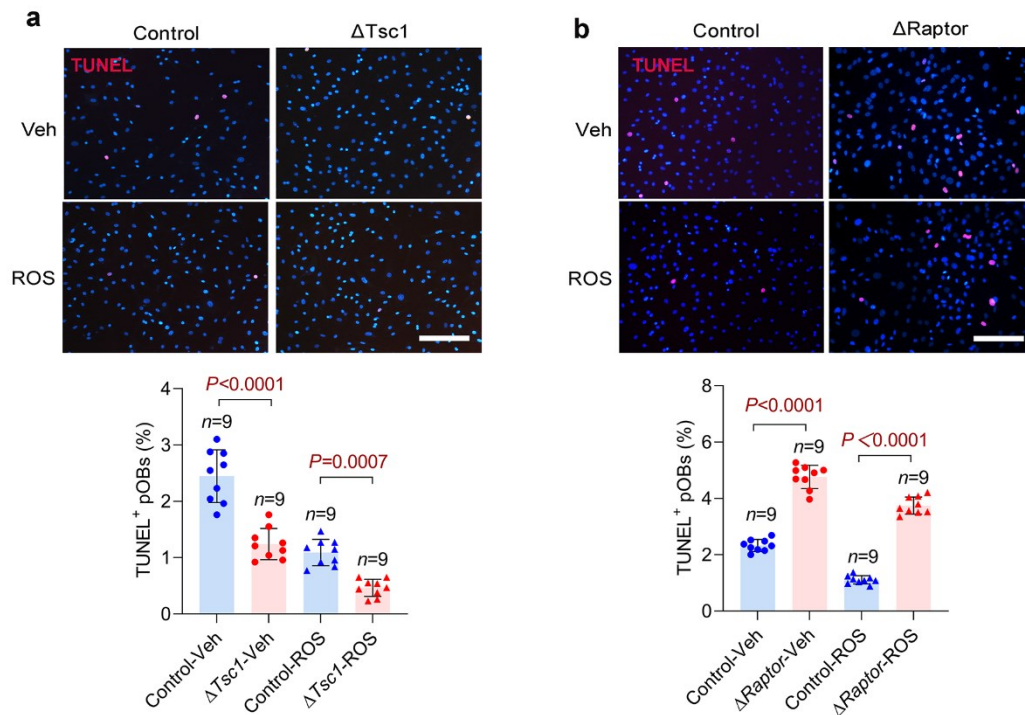 a
Control
ΔTsc1
TUNEL
Veh
ROS
4
3
2
1
0
TUNEL+ pOBs (%)
P<0.0001
n=9
n=9
P=0.0007
n=9
n=9
Control-Veh
ΔTsc1-Veh
Control-ROS
ΔTsc1-ROS
b
Control
ΔRaptor
TUNEL
Veh
ROS
8
6
4
2
0
TUNEL+ pOBs (%)
P<0.0001
n=9
n=9
P<0.0001
n=9
n=9
Control-Veh
ΔRaptor-Veh
Control-ROS
ΔRaptor-ROS